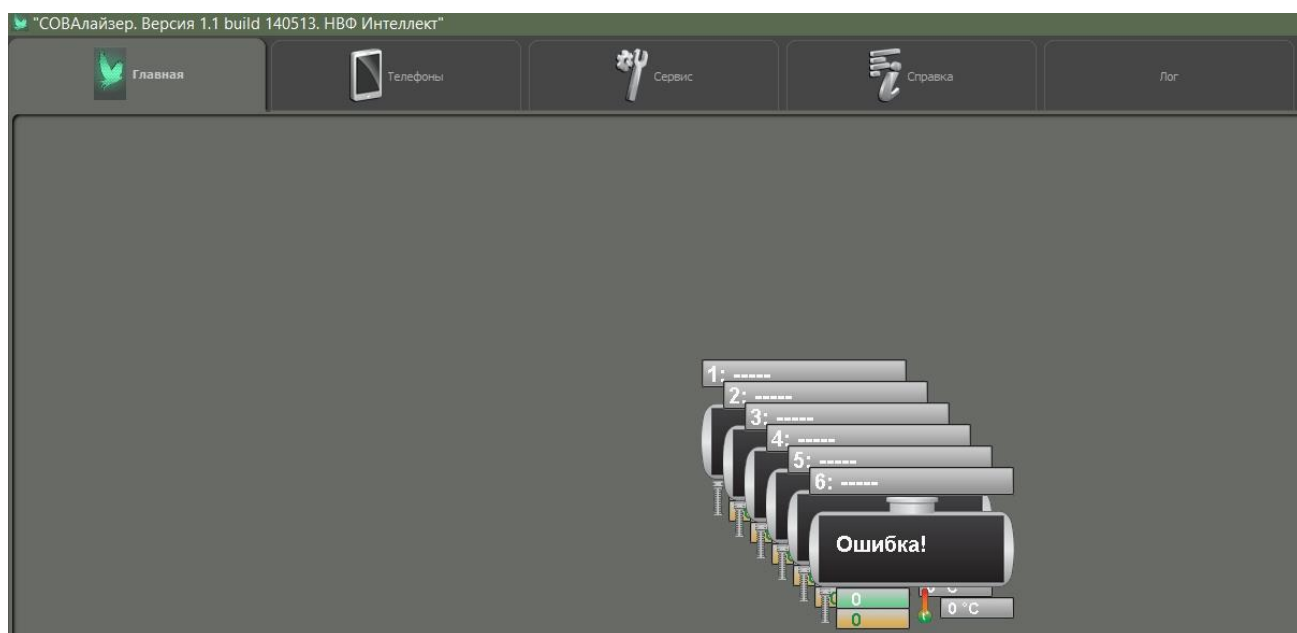 "СОВАлайзер. Версия 1.1 build 140513. НВФ Интеллект"
Главная
Телефоны
Сервис
Справка
Лог
1: -----
2: -----
3: -----
4: -----
5: -----
6: -----
Ошибка!
0
0 °C
0